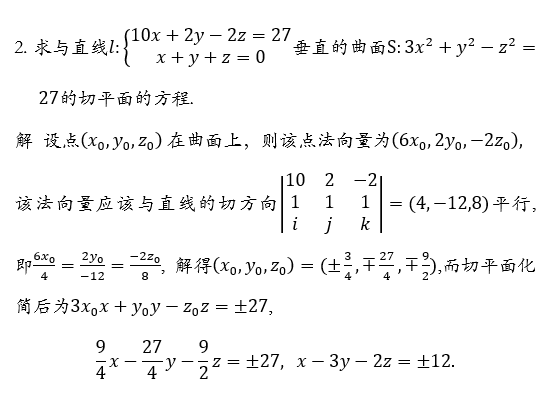 2. 求与直线l:{10x + 2y − 2z = 27, x + y + z = 0 垂直的曲面S: 3x² + y² − z² =
27的切平面的方程.
解 设点(x₀, y₀, z₀)在曲面上，则该点法向量为(6x₀, 2y₀, −2z₀),
该法向量应该与直线的切方向|10 2 −2; 1 1 1; i j k| = (4, −12,8)平行,
即6x₀/4 = 2y₀/−12 = −2z₀/8, 解得(x₀, y₀, z₀) = (±3/4, ∓27/4, ∓9/2),而切平面化
简后为3x₀x + y₀y − z₀z = ±27,
9/4x − 27/4y − 9/2z = ±27, x − 3y − 2z = ±12.